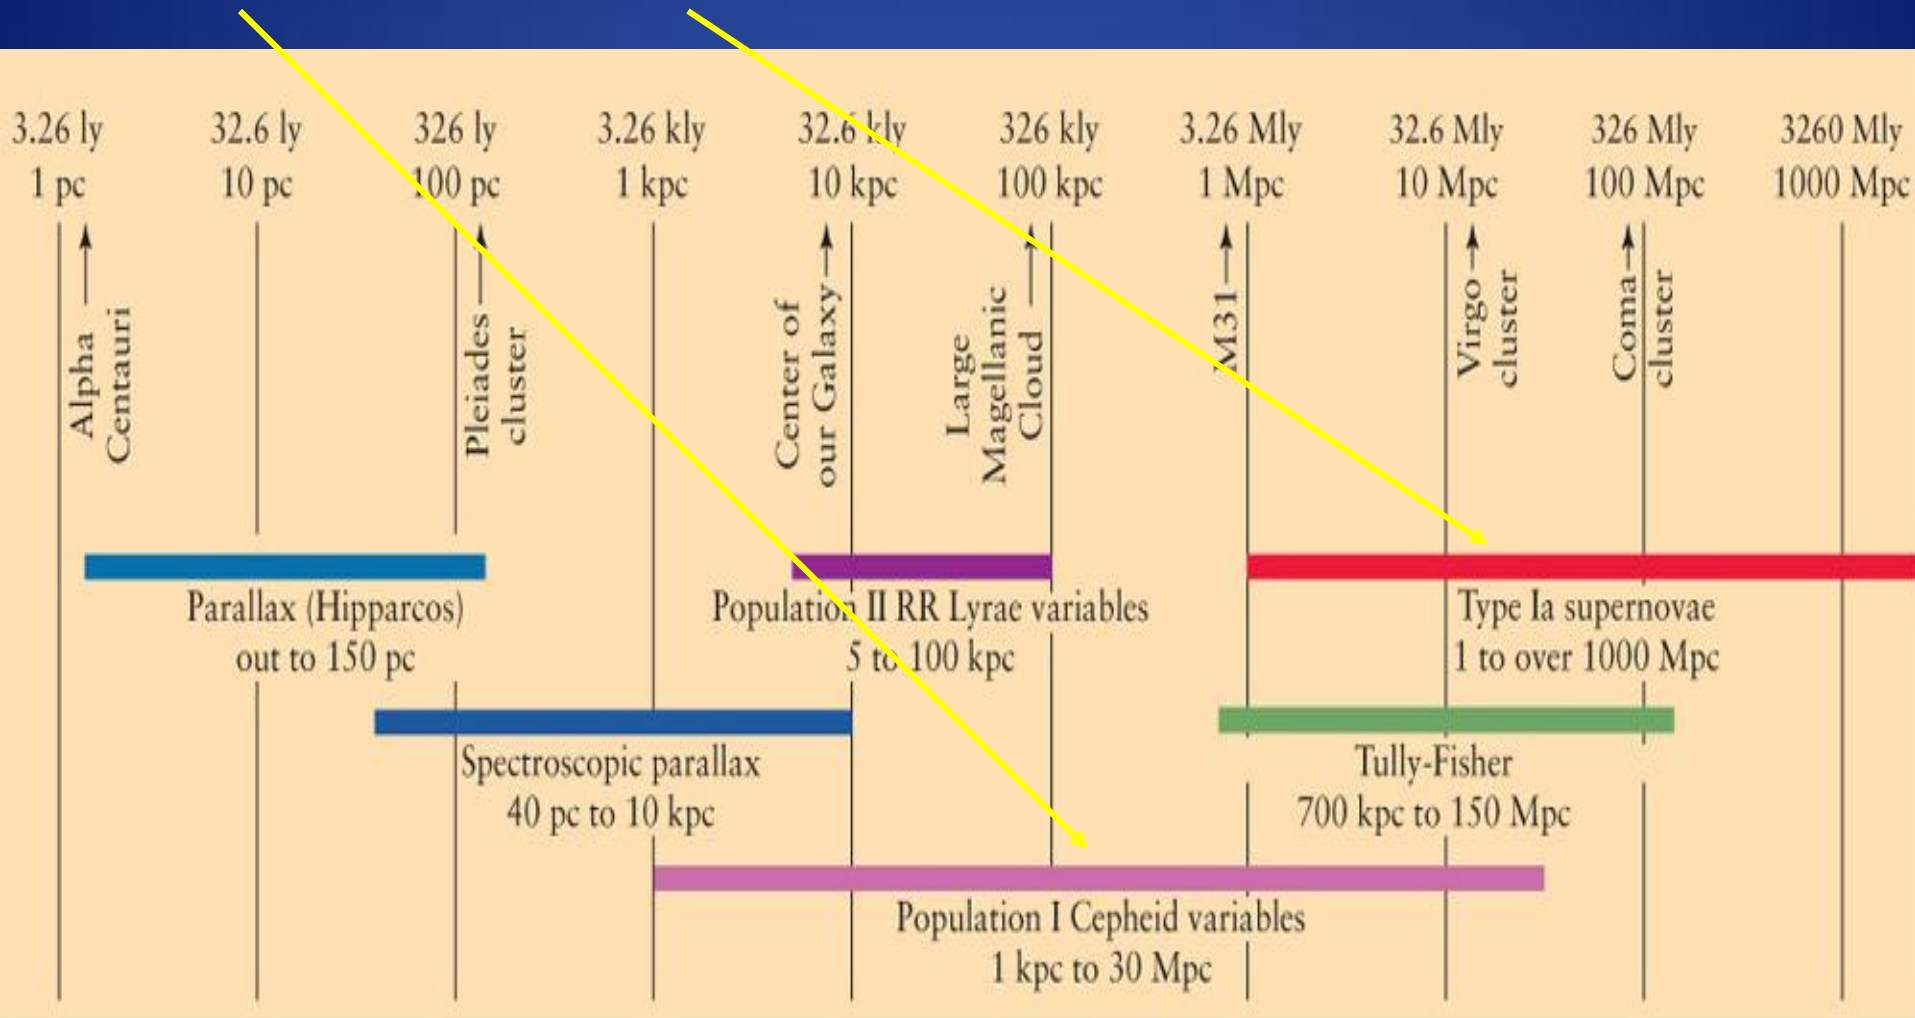 3.26 ly 32.6 ly 326 ly 3.26 kly 32.6 kly 326 kly 3.26 Mly 32.6 Mly 326 Mly 3260 Mly
1 pc 10 pc 100 pc 1 kpc 10 kpc 100 kpc 1 Mpc 10 Mpc 100 Mpc 1000 Mpc
Alpha
Centauri
Pleiades
cluster
Center of
our Galaxy
Large
Magellanic
Cloud
M31
Virgo
cluster
Coma
cluster
Parallax (Hipparcos)
out to 150 pc
Population II RR Lyrae variables
5 to 100 kpc
Type Ia supernovae
1 to over 1000 Mpc
Spectroscopic parallax
40 pc to 10 kpc
Tully-Fisher
700 kpc to 150 Mpc
Population I Cepheid variables
1 kpc to 30 Mpc